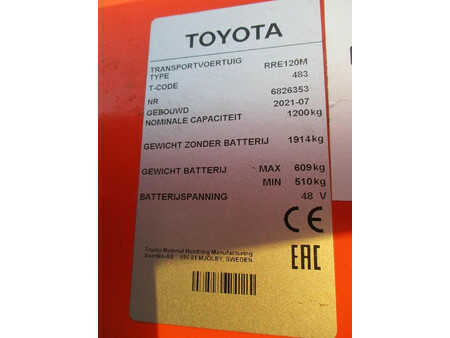 TOYOTA
TRANSPORTVOERTUIG RRE120M
TYPE 483
T-CODE
NR 6826353
GEBOUWD 2021-07
NOMINALE CAPACITEIT 1200kg
GEWICHT ZONDER BATTERIJ 1914kg
GEWICHT BATTERIJ MAX 609kg
MIN 510kg
BATTERIJSPANNING 48 V
CE
EAC
Toyota Material Handling Manufacturing
Sweden AB MJÖLBY, SWEDEN